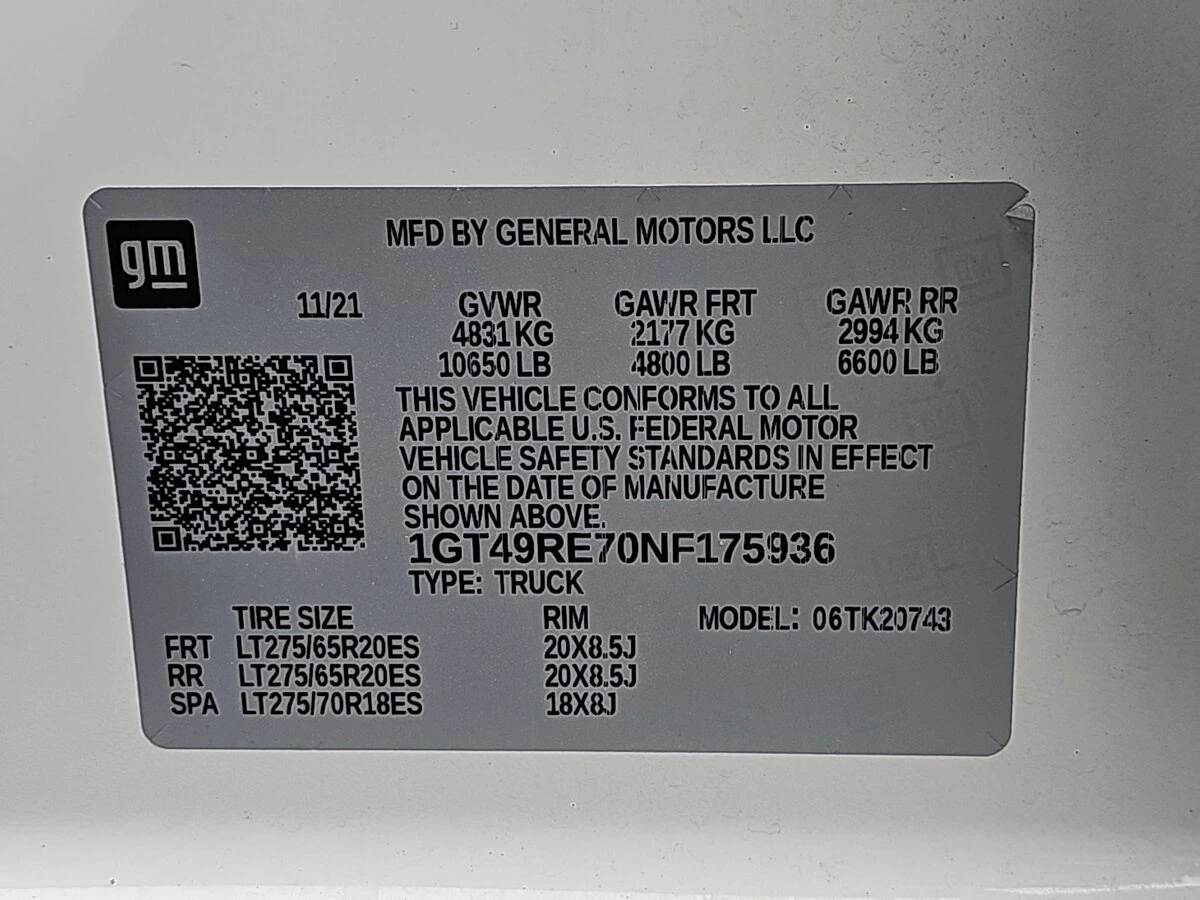 gm
MFD BY GENERAL MOTORS LLC
11/21 GVWR GAWR FRT GAWR RR
4831 KG 2177 KG 2994 KG
10650 LB 4800 LB 6600 LB
THIS VEHICLE CONFORMS TO ALL
APPLICABLE U.S. FEDERAL MOTOR
VEHICLE SAFETY STANDARDS IN EFFECT
ON THE DATE OF MANUFACTURE
SHOWN ABOVE.
1GT49RE70NF175936
TYPE: TRUCK
TIRE SIZE RIM MODEL: 06TK20743
FRT LT275/65R20ES 20X8.5J
RR LT275/65R20ES 20X8.5J
SPA LT275/70R18ES 18X8J